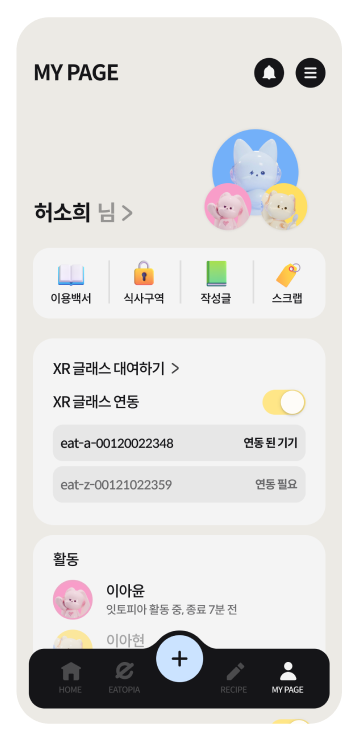 MY PAGE
허소희 님 >
이용백서 식사구역 작성글 스크랩
XR 글래스 대여하기 >
XR 글래스 연동
eat-a-00120022348 연동 된 기기
eat-z-00121022359 연동 필요
활동
이아윤
잇토피아 활동 중, 종료 7분 전
이아현
HOME EATOPIA RECIPE MY PAGE